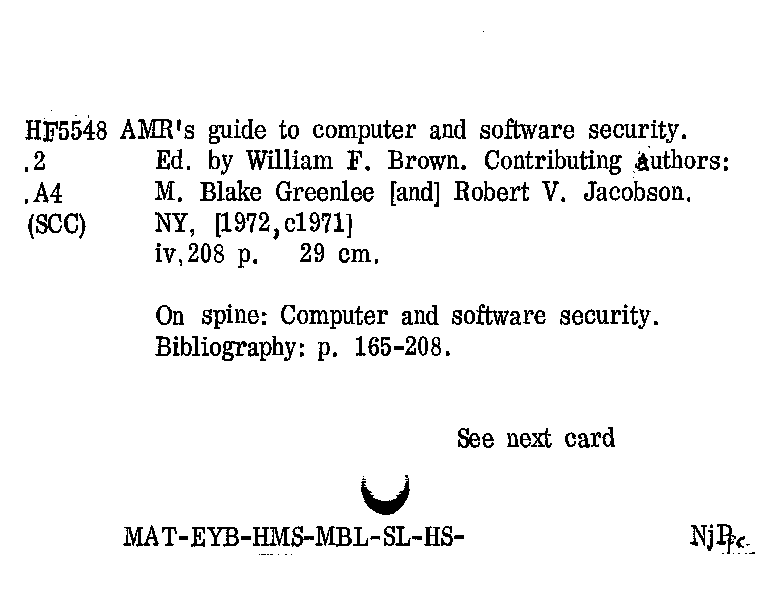 HF5548 AMR's guide to computer and software security.
.2 Ed. by William F. Brown. Contributing Authors:
.A4 M. Blake Greenlee [and] Robert V. Jacobson.
(SCC) NY, [1972,c1971]
iv,208 p. 29 cm.
On spine: Computer and software security.
Bibliography: p. 165-208.
See next card
MAT-EYB-HMS-MBL-SL-HS-